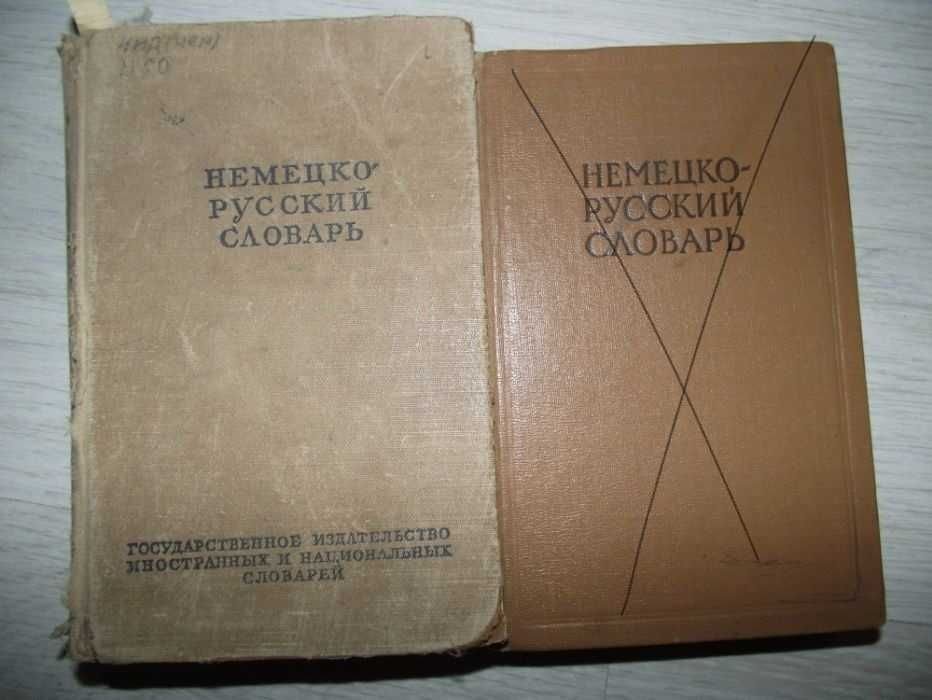 НЕМЕЦКО-
РУССКИЙ
СЛОВАРЬ
ГОСУДАРСТВЕННОЕ ИЗДАТЕЛЬСТВО
ИНОСТРАННЫХ И НАЦИОНАЛЬНЫХ
СЛОВАРЕЙ
НЕМЕЦКО-
РУССКИЙ
СЛОВАРЬ